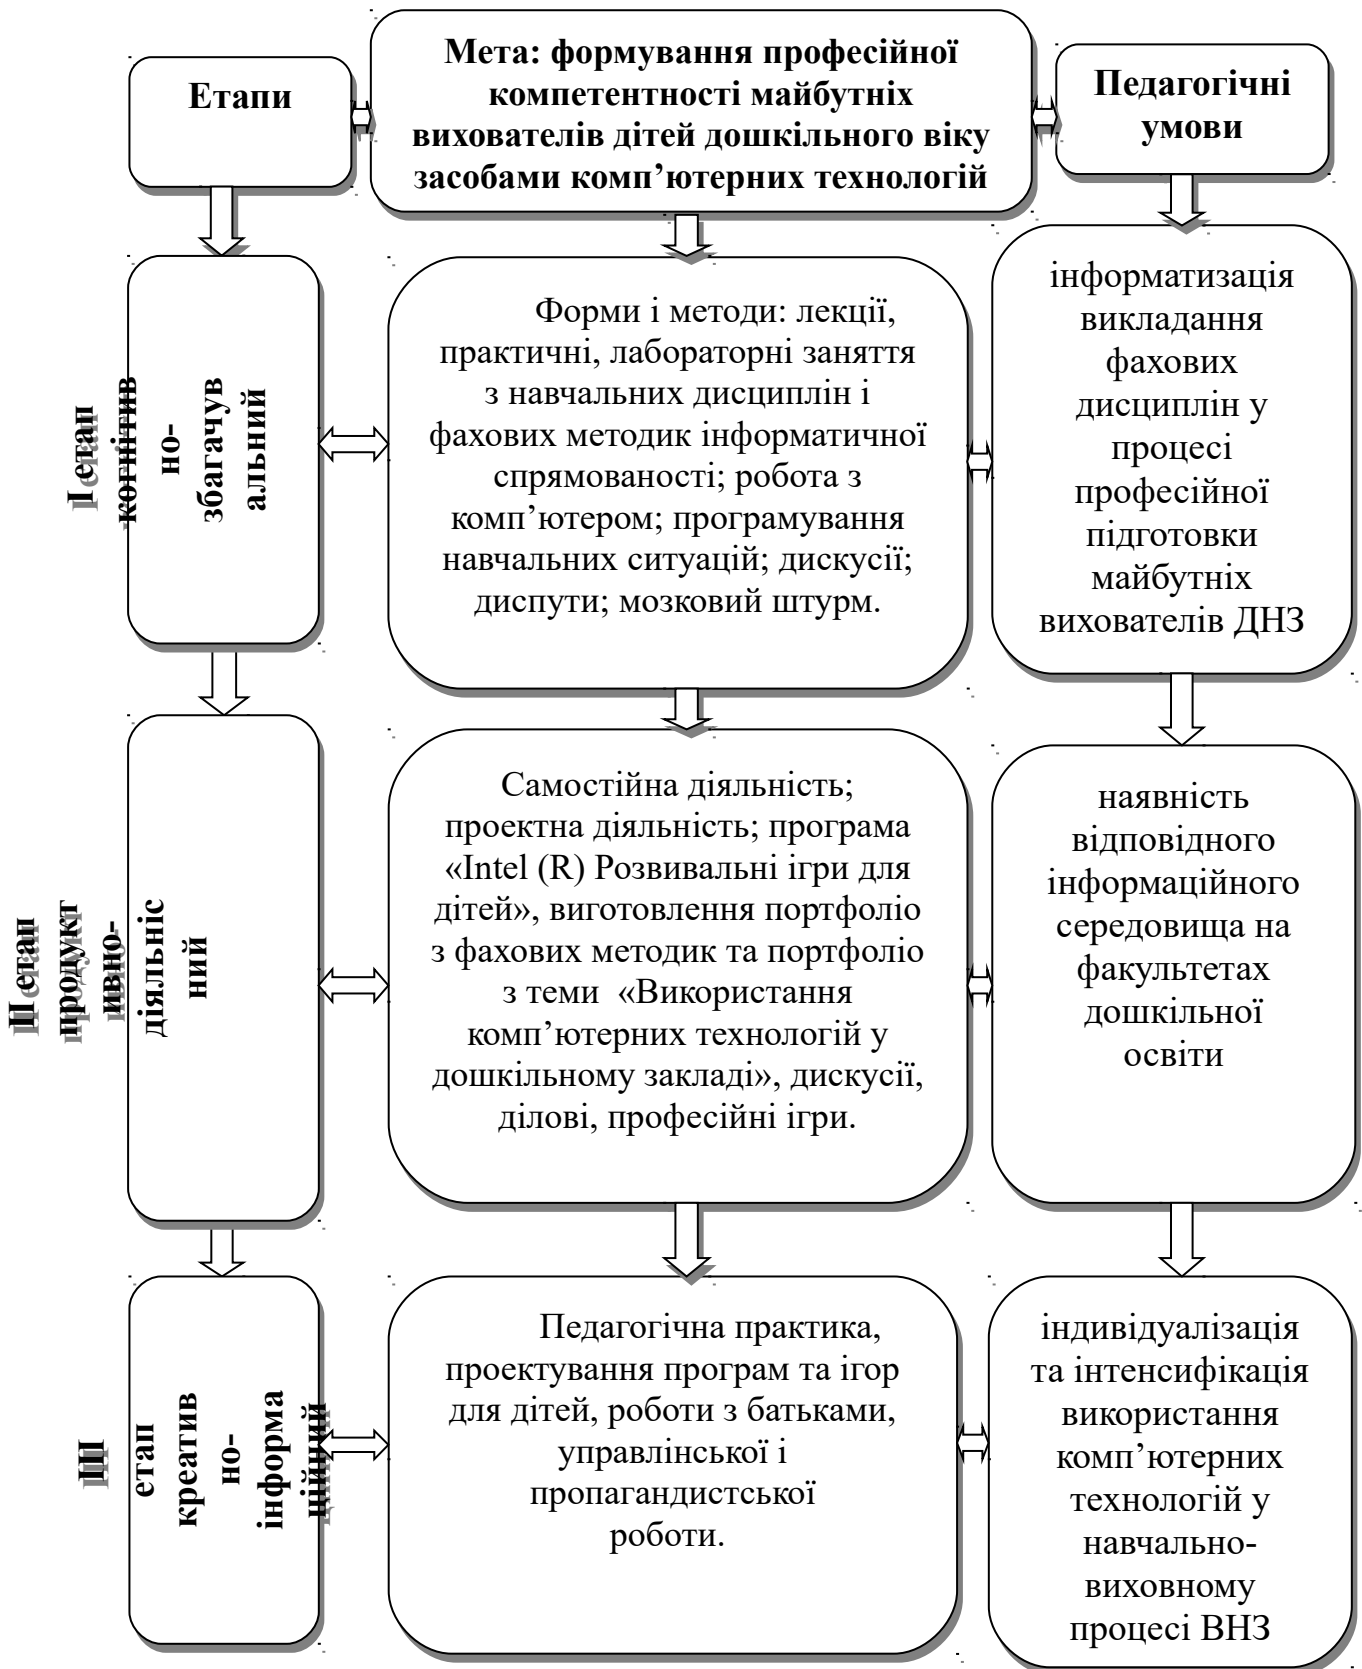 Етапи
Мета: формування професійної
компетентності майбутніх
вихователів дітей дошкільного віку
засобами комп’ютерних технологій
Педагогічні
умови
І етап
когнітив
но-
збагачув
альний
Форми і методи: лекції,
практичні, лабораторні заняття
з навчальних дисциплін і
фахових методик інформатичної
спрямованості; робота з
комп’ютером; програмування
навчальних ситуацій; дискусії;
диспути; мозковий штурм.
інформатизація
викладання
фахових
дисциплін у
процесі
професійної
підготовки
майбутніх
вихователів ДНЗ
ІІ етап
продукт
ивно-
діяльніс
ний
Самостійна діяльність;
проектна діяльність; програма
«Intel (R) Розвивальні ігри для
дітей», виготовлення портфоліо
з фахових методик та портфоліо
з теми «Використання
комп’ютерних технологій у
дошкільному закладі», дискусії,
ділові, професійні ігри.
наявність
відповідного
інформаційного
середовища на
факультетах
дошкільної
освіти
ІІІ
етап
креатив
но-
інформа
ційний
Педагогічна практика,
проектування програм та ігор
для дітей, роботи з батьками,
управлінської і
пропагандистської
роботи.
індивідуалізація
та інтенсифікація
використання
комп’ютерних
технологій у
навчально-
виховному
процесі ВНЗ